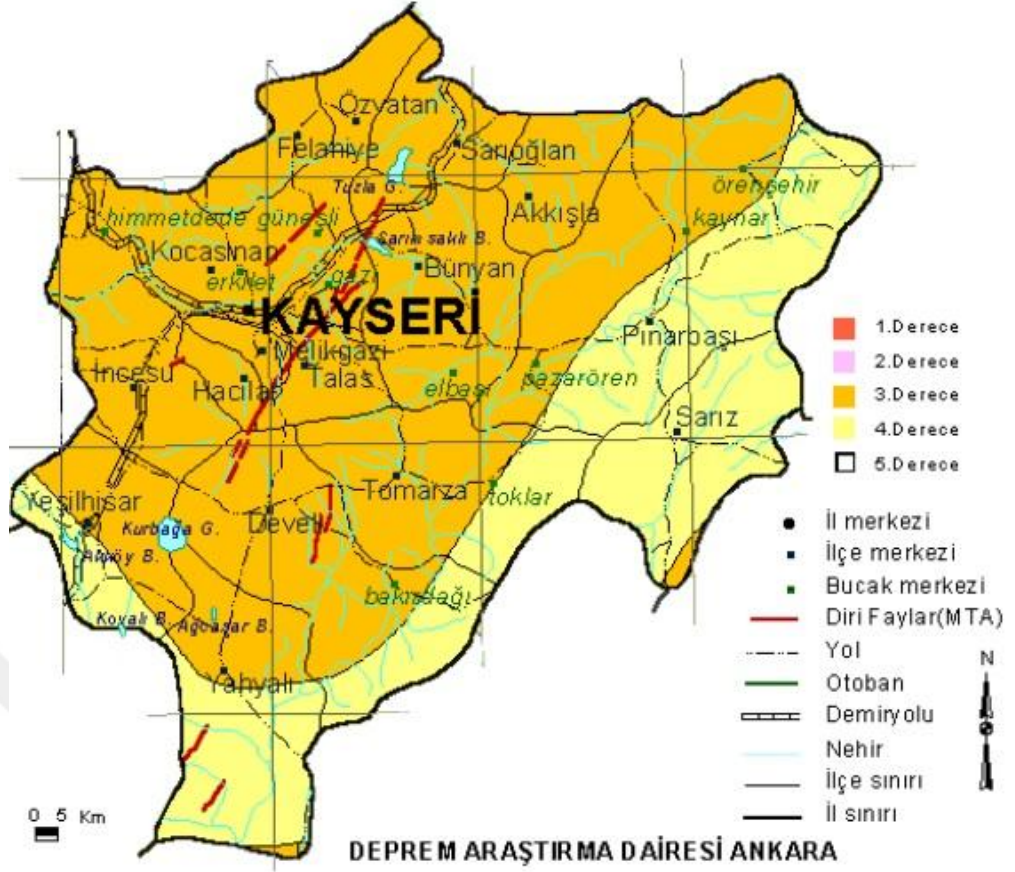 Özvatan
Felahiye
Sarıoğlan
Tuzla G.
örenşehir
Akkışla
himmetdede
güneşli
kaynar
Sarım saklı B.
Kocasinan
Bünyan
erkilet
gazi
KAYSERİ
Pınarbaşı
Melikgazi
İncesu
Talas
Hacılar
elbaşı
pazarören
Sarız
Tomarza
toklar
Yeşilhisar
Kurbağa G.
Develi
Akköy B.
bakırdağı
Kovalı B.
Ağcaşar B.
Yahyalı
1.Derece
2.Derece
3.Derece
4.Derece
5.Derece
İl merkezi
İlçe merkezi
Bucak merkezi
Diri Faylar(MTA)
Yol
N
Otoban
Demiryolu
Nehir
İlçe sınırı
İl sınırı
0 5 Km
DEPREM ARAŞTIRMA DAİRESİ ANKARA